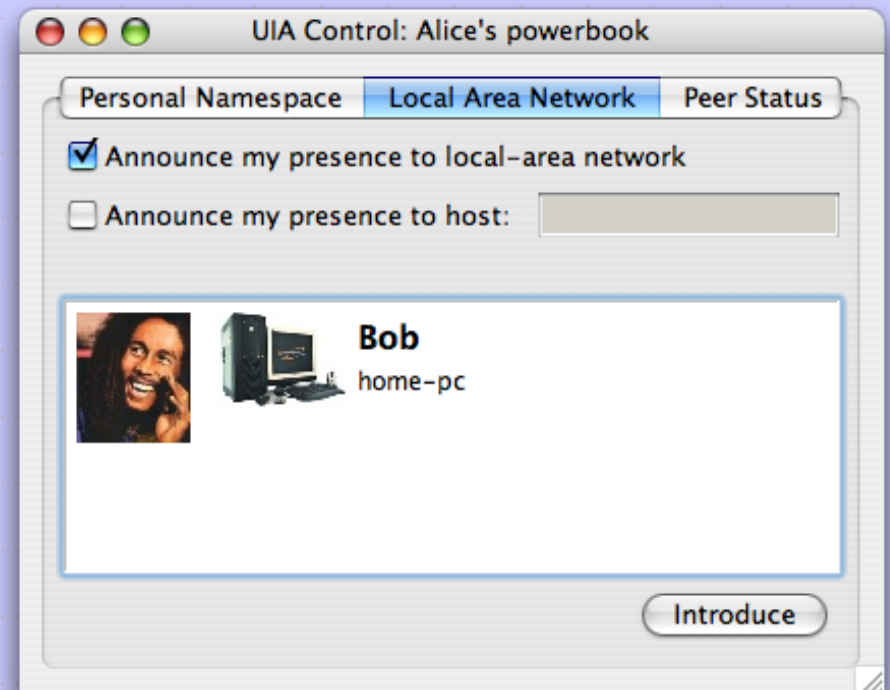 UIA Control: Alice's powerbook
Personal Namespace Local Area Network Peer Status
Announce my presence to local-area network
Announce my presence to host:
Bob
home-pc
Introduce